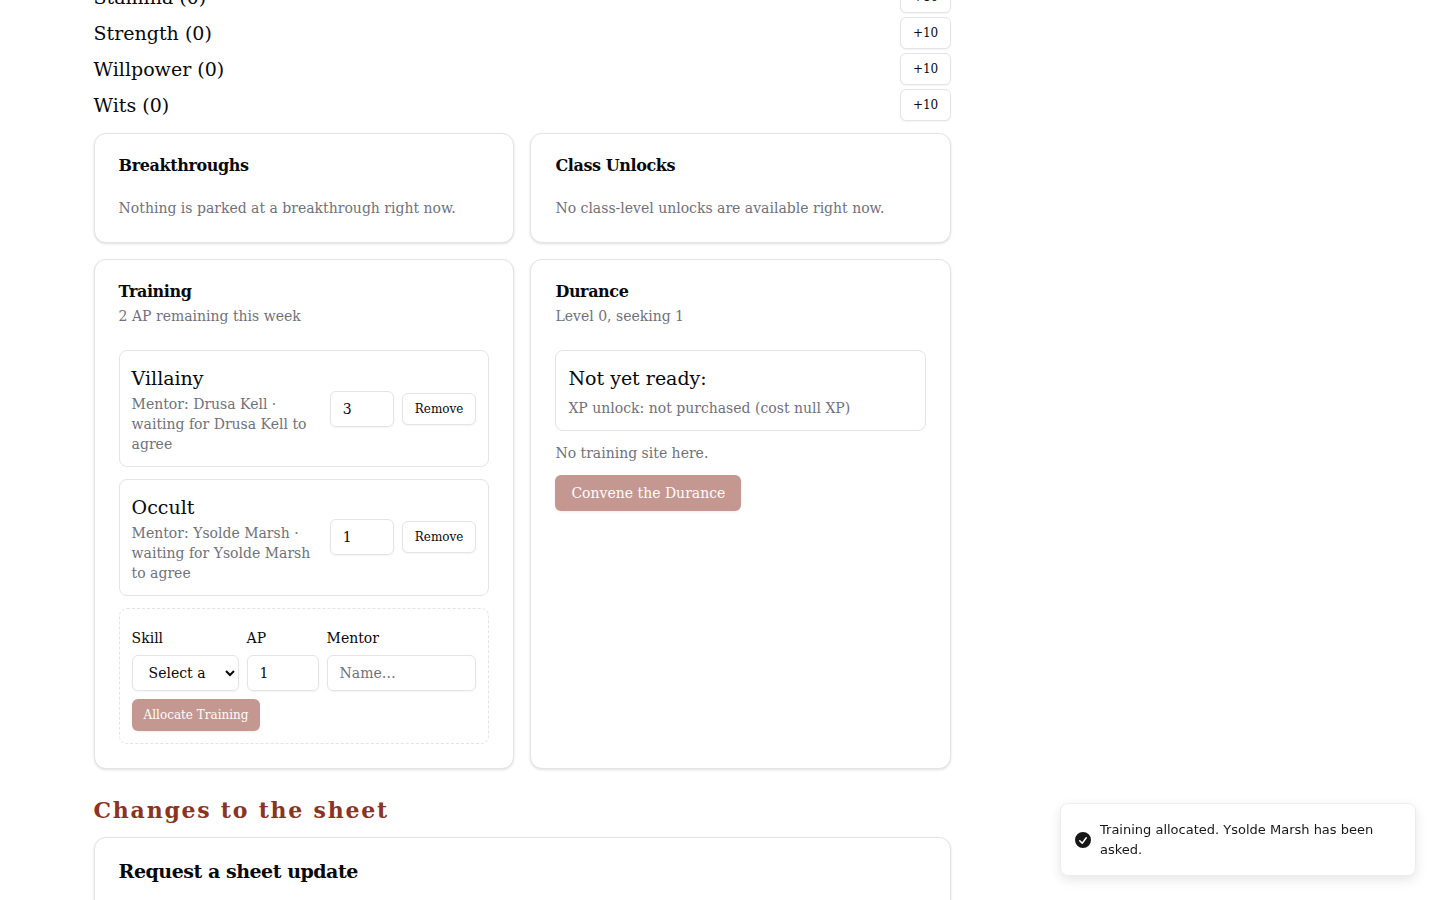 Stamina (0)
+10
Strength (0)
+10
Willpower (0)
+10
Wits (0)
+10
Breakthroughs
Nothing is parked at a breakthrough right now.
Class Unlocks
No class-level unlocks are available right now.
Training
2 AP remaining this week
Villainy
Mentor: Drusa Kell ·
waiting for Drusa Kell to
agree
3
Remove
Occult
Mentor: Ysolde Marsh ·
waiting for Ysolde Marsh
to agree
1
Remove
Skill
AP
Mentor
Select a
1
Name...
Allocate Training
Durance
Level 0, seeking 1
Not yet ready:
XP unlock: not purchased (cost null XP)
No training site here.
Convene the Durance
Changes to the sheet
Request a sheet update
Training allocated. Ysolde Marsh has been
asked.